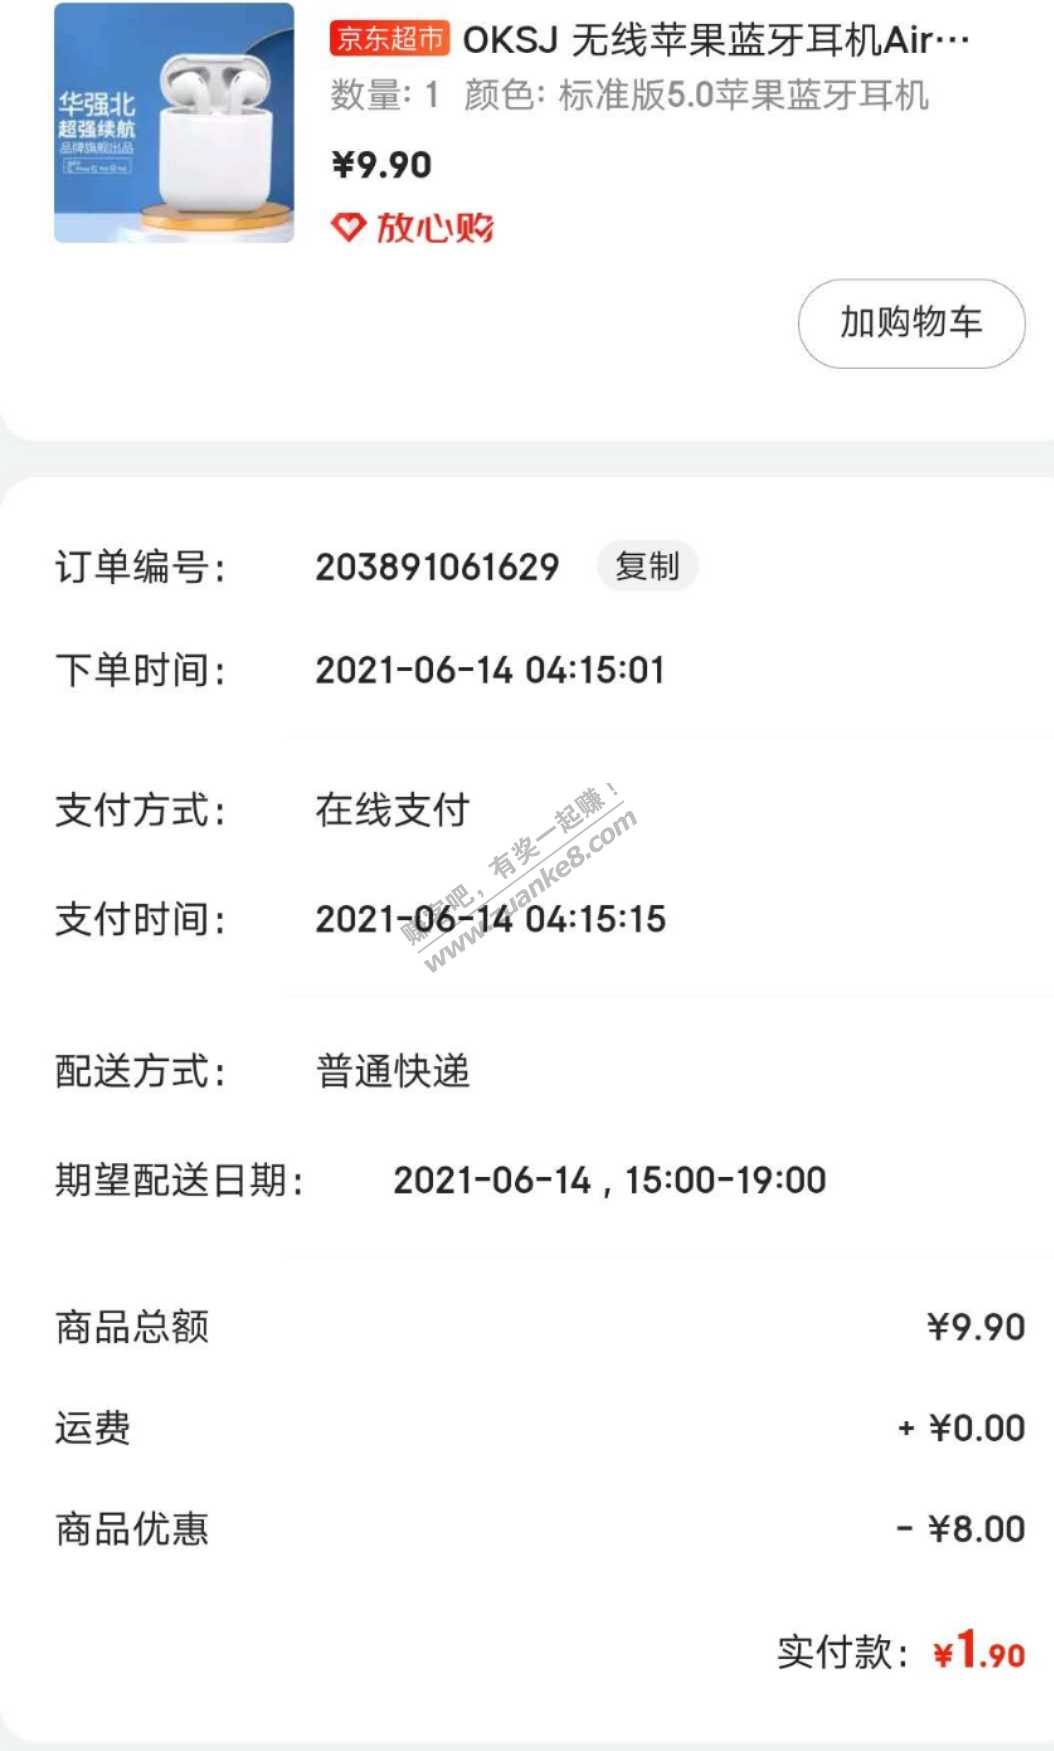 京东超市 OKSJ 无线苹果蓝牙耳机Air…
数量: 1 颜色: 标准版5.0苹果蓝牙耳机
¥9.90
放心购
华强北
超强续航
品牌旗舰出品
加购物车
订单编号: 203891061629 复制
下单时间: 2021-06-14 04:15:01
支付方式: 在线支付
支付时间: 2021-06-14 04:15:15
赚客吧，有奖一起赚！
www.zuanke8.com
配送方式: 普通快递
期望配送日期: 2021-06-14 , 15:00-19:00
商品总额 ¥9.90
运费 + ¥0.00
商品优惠 - ¥8.00
实付款: ¥1.90